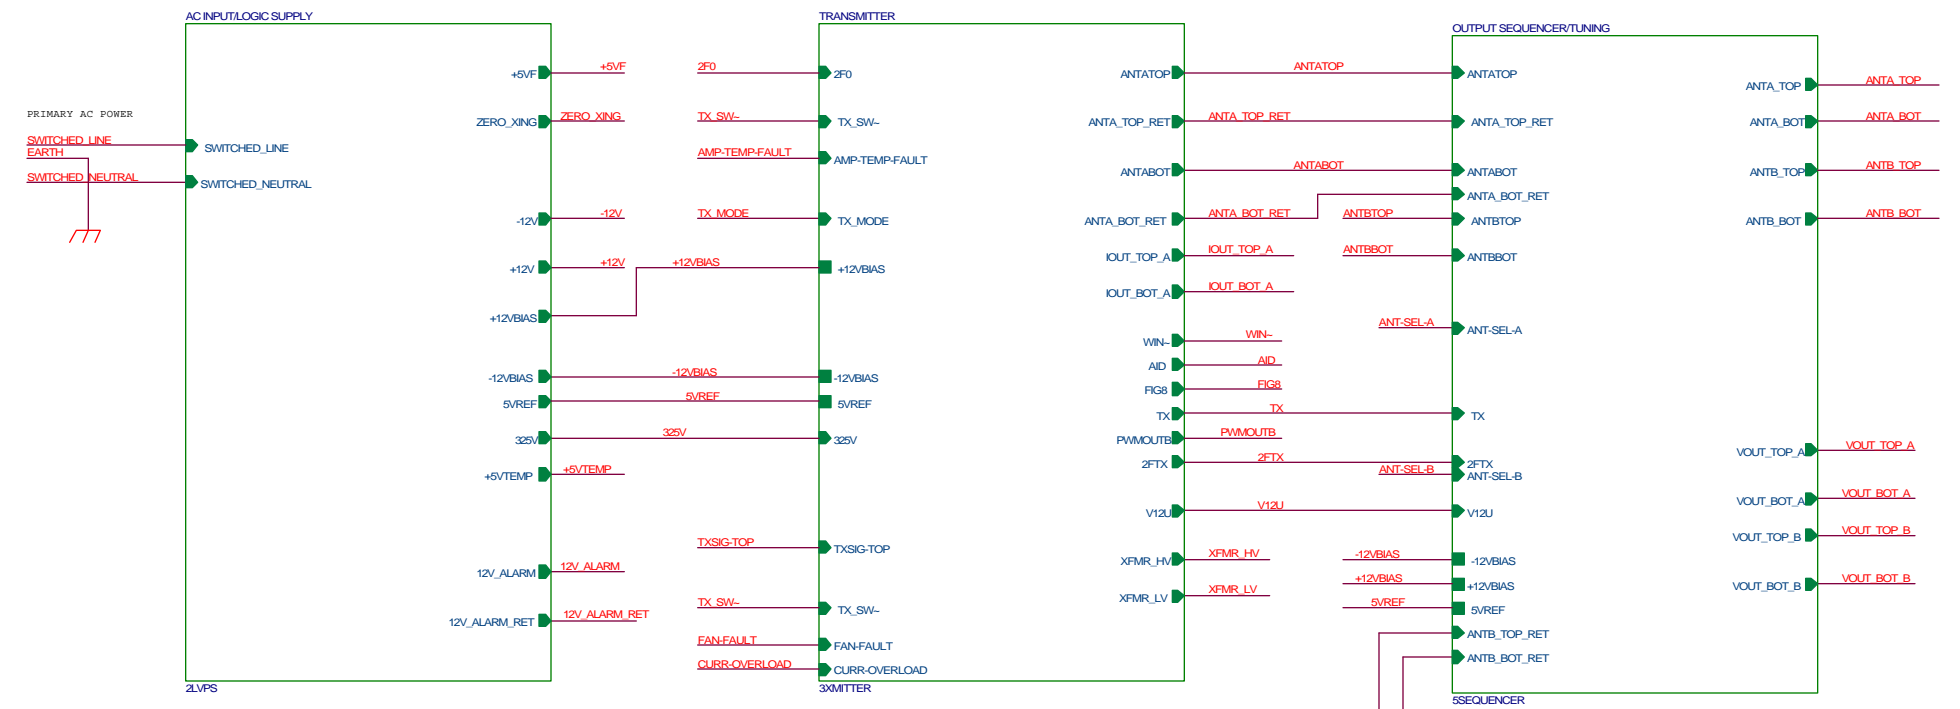 AC INPUT/LOGIC SUPPLY
PRIMARY AC POWER
SWITCHED_LINE
EARTH
SWITCHED_NEUTRAL
SWITCHED_LINE
SWITCHED_NEUTRAL
+5VF
+5VF
ZERO_XING
ZERO_XING
-12V
-12V
+12V
+12V
+12VBIAS
+12VBIAS
-12VBIAS
-12VBIAS
5VREF
5VREF
325V
325V
+5VTEMP
+5VTEMP
12V_ALARM
12V_ALARM
12V_ALARM_RET
12V_ALARM_RET
2LVPS
TRANSMITTER
2F0
2F0
TX_SW~
TX_SW~
AMP-TEMP-FAULT
AMP-TEMP-FAULT
TX_MODE
TX_MODE
+12VBIAS
-12VBIAS
5VREF
325V
TXSIG-TOP
TXSIG-TOP
TX_SW~
TX_SW~
FAN-FAULT
FAN-FAULT
CURR-OVERLOAD
CURR-OVERLOAD
ANTATOP
ANTATOP
ANTA_TOP_RET
ANTA_TOP_RET
ANTABOT
ANTABOT
ANTA_BOT_RET
ANTA_BOT_RET
IOUT_TOP_A
IOUT_TOP_A
IOUT_BOT_A
IOUT_BOT_A
WIN~
WIN~
AID
AID
FIG8
FIG8
TX
TX
PWMOUTB
PWMOUTB
2FTX
2FTX
V12U
V12U
XFMR_HV
XFMR_HV
XFMR_LV
XFMR_LV
3XMITTER
OUTPUT SEQUENCER/TUNING
ANTATOP
ANTA_TOP_RET
ANTABOT
ANTA_BOT_RET
ANTBTOP
ANTBTOP
ANTBBOT
ANTBBOT
ANT-SEL-A
ANT-SEL-A
TX
2FTX
ANT-SEL-B
ANT-SEL-B
V12U
-12VBIAS
-12VBIAS
+12VBIAS
+12VBIAS
5VREF
5VREF
ANTB_TOP_RET
ANTB_BOT_RET
ANTA_TOP
ANTA_TOP
ANTA_BOT
ANTA_BOT
ANTB_TOP
ANTB_TOP
ANTB_BOT
ANTB_BOT
VOUT_TOP_A
VOUT_TOP_A
VOUT_BOT_A
VOUT_BOT_A
VOUT_TOP_B
VOUT_TOP_B
VOUT_BOT_B
VOUT_BOT_B
5SEQUENCER